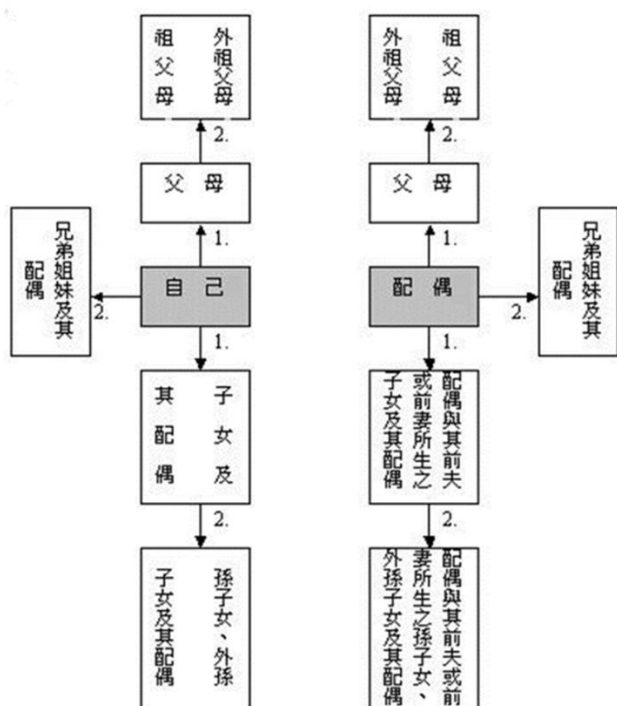 外祖父母
祖父母
祖父母
外祖父母
2.
2.
父母
父母
1.
1.
兄弟姐妹及其
配偶
2.
自己
配偶
2.
兄弟姐妹及其
配偶
1.
1.
子女及
其配偶
配偶與其前夫
或前妻所生之
子女及其配偶
2.
2.
孫子女、外孫
子女及其配偶
配偶與其前夫或前
妻所生之孫子女、
外孫子女及其配偶